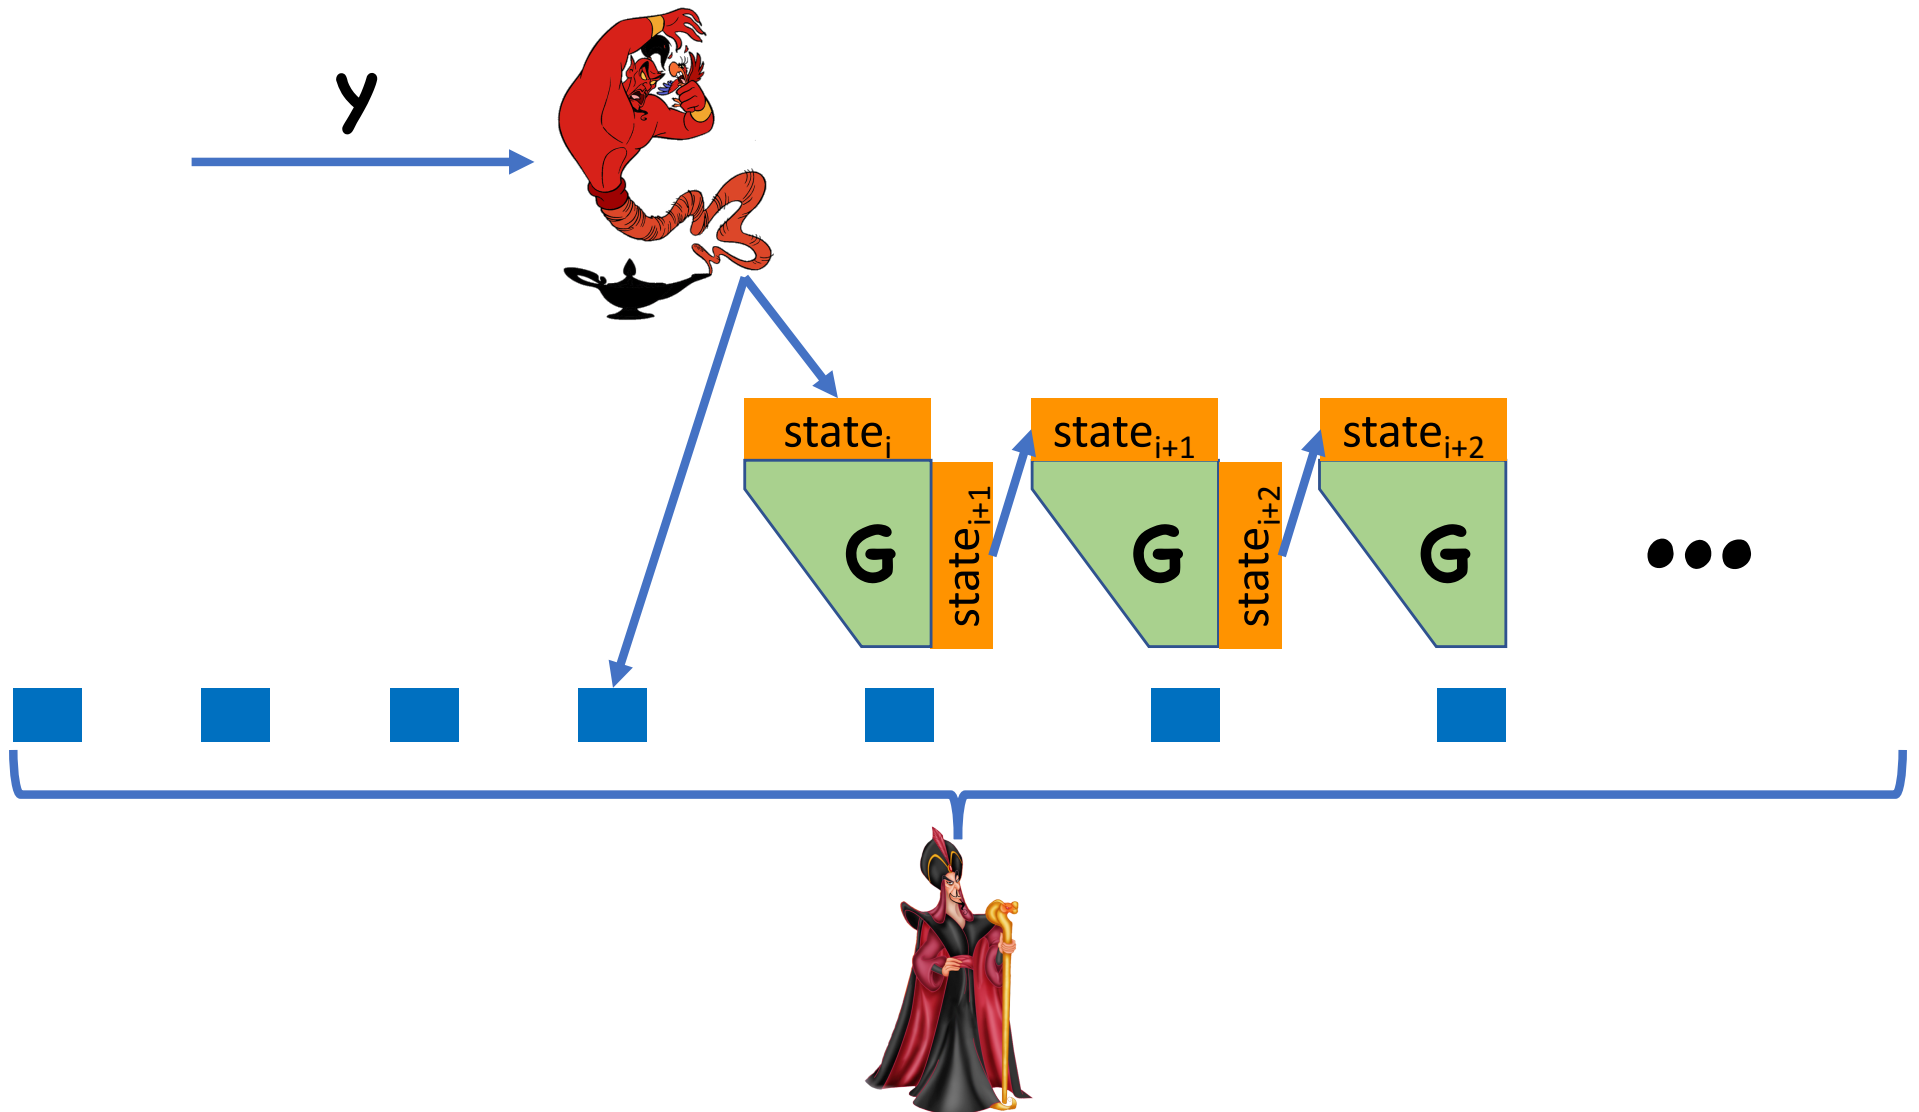 y
state_i state_{i+1} state_{i+2}
G state_{i+1} G state_{i+2} G •••